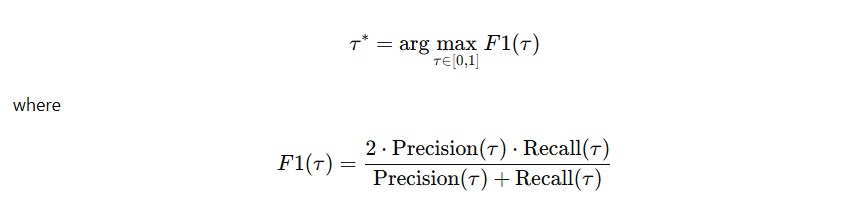 τ* = arg max F1(τ)
τ∈[0,1]
where
F1(τ) = 2 · Precision(τ) · Recall(τ) / Precision(τ) + Recall(τ)